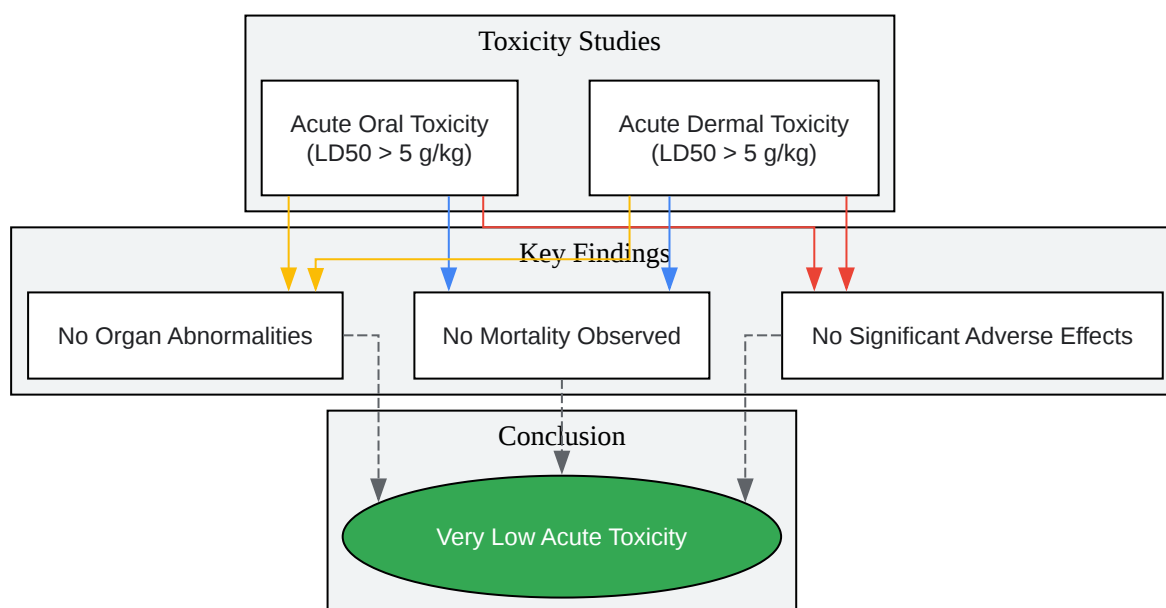 Toxicity Studies
Acute Oral Toxicity
(LD50 > 5 g/kg)
Acute Dermal Toxicity
(LD50 > 5 g/kg)
Key Findings
No Organ Abnormalities
No Mortality Observed
No Significant Adverse Effects
Conclusion
Very Low Acute Toxicity